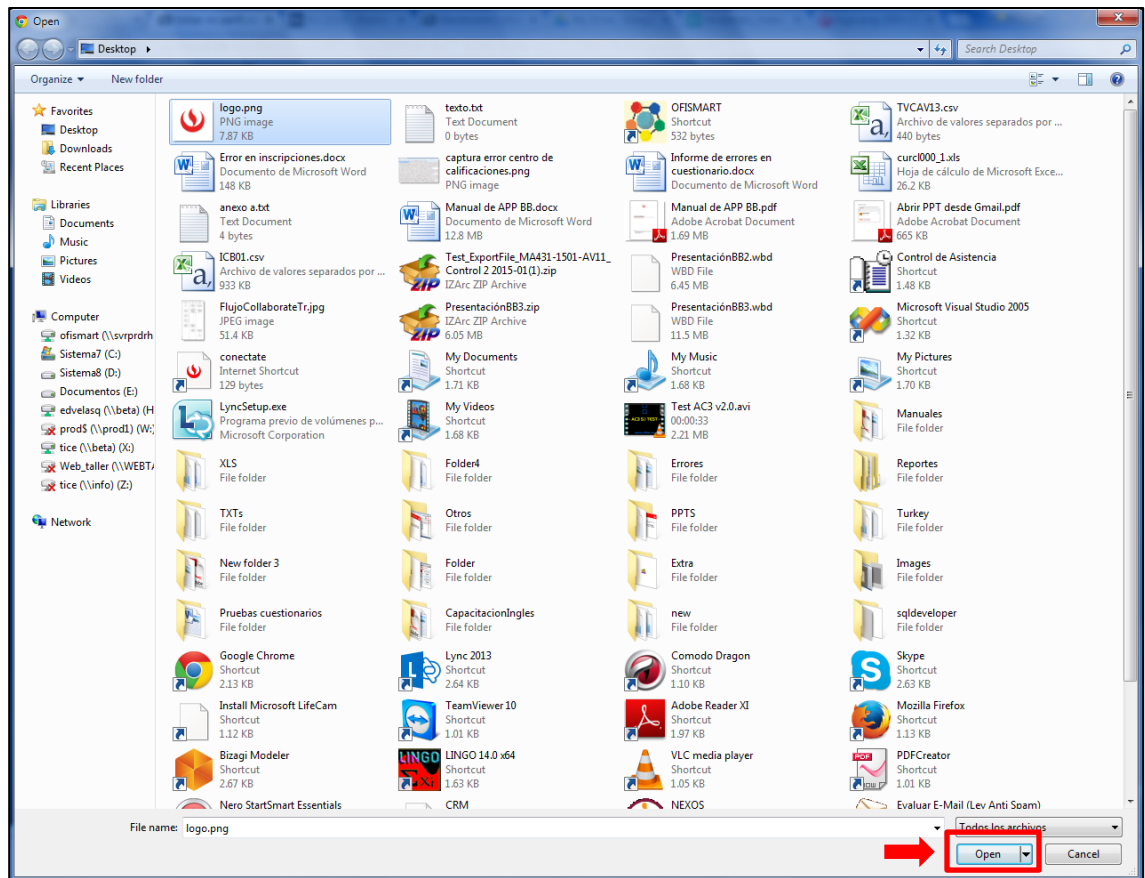 Open
Desktop
Search Desktop
Organize
New folder
Favorites
Desktop
Downloads
Recent Places
Libraries
Documents
Music
Pictures
Videos
Computer
ofismart (\\svrprdrh
Sistema7 (C:)
Sistema8 (D:)
Documentos (E:)
edvelasq (\\beta) (H
prod$ (\\prod1) (W:)
tice (\\beta) (X:)
Web_taller (\\WEBTA
tice (\\info) (Z:)
Network
logo.png
PNG image
7.87 KB
texto.txt
Text Document
0 bytes
OFISMART
Shortcut
532 bytes
TVCAV13.csv
Archivo de valores separados por ...
440 bytes
Error en inscripciones.docx
Documento de Microsoft Word
148 KB
captura error centro de
calificaciones.png
PNG image
Informe de errores en
cuestionario.docx
Documento de Microsoft Word
curcl000_1.xls
Hoja de cálculo de Microsoft Exce...
26.2 KB
anexo a.txt
Text Document
4 bytes
Manual de APP BB.docx
Documento de Microsoft Word
12.8 MB
Manual de APP BB.pdf
Adobe Acrobat Document
1.69 MB
Abrir PPT desde Gmail.pdf
Adobe Acrobat Document
665 KB
ICB01.csv
Archivo de valores separados por ...
933 KB
Test_ExportFile_MA431-1501-AV11_
Control 2 2015-01(1).zip
IZArc ZIP Archive
PresentaciónBB2.wbd
WBD File
6.45 MB
Control de Asistencia
Shortcut
1.48 KB
FlujoCollaborateTr.jpg
JPEG image
51.4 KB
PresentaciónBB3.zip
IZArc ZIP Archive
6.05 MB
PresentaciónBB3.wbd
WBD File
11.5 MB
Microsoft Visual Studio 2005
Shortcut
1.32 KB
conectate
Internet Shortcut
129 bytes
My Documents
Shortcut
1.71 KB
My Music
Shortcut
1.68 KB
My Pictures
Shortcut
1.70 KB
LyncSetup.exe
Programa previo de volúmenes p...
Microsoft Corporation
My Videos
Shortcut
1.68 KB
Test AC3 v2.0.avi
00:00:33
2.21 MB
Manuales
File folder
XLS
File folder
Folder4
File folder
Errores
File folder
Reportes
File folder
TXTs
File folder
Otros
File folder
PPTS
File folder
Turkey
File folder
New folder 3
File folder
Folder
File folder
Extra
File folder
Images
File folder
Pruebas cuestionarios
File folder
CapacitacionIngles
File folder
new
File folder
sqldeveloper
File folder
Google Chrome
Shortcut
2.13 KB
Lync 2013
Shortcut
2.64 KB
Comodo Dragon
Shortcut
1.10 KB
Skype
Shortcut
2.63 KB
Install Microsoft LifeCam
Shortcut
1.12 KB
TeamViewer 10
Shortcut
1.01 KB
Adobe Reader XI
Shortcut
1.97 KB
Mozilla Firefox
Shortcut
1.13 KB
Bizagi Modeler
Shortcut
2.67 KB
LINGO
LINGO 14.0 x64
Shortcut
1.63 KB
VLC media player
Shortcut
1.05 KB
PDF
PDFCreator
Shortcut
1.01 KB
Nero StartSmart Essentials
CRM
NEXOS
Evaluar E-Mail (Ley Anti Spam)
File name: logo.png
Todos los archivos
Open
Cancel